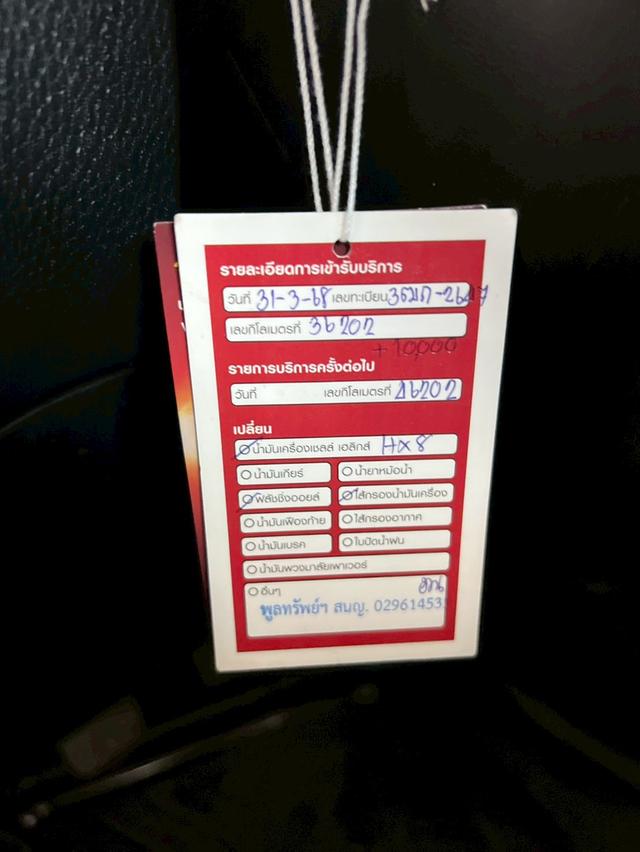 รายละเอียดการเข้ารับบริการ
วันที่ 31-3-68 เลขทะเบียน
เลขกิโลเมตรที่ 36202
+10,000
รายการบริการครั้งต่อไป
วันที่ เลขกิโลเมตรที่ 46202
เปลี่ยน
น้ำมันเครื่องเชลล์ เฮลิกส์ HX8
น้ำมันเกียร์ น้ำยาหม้อน้ำ
ฟลัชชิ่งออยล์ ไส้กรองน้ำมันเครื่อง
น้ำมันเฟืองท้าย ไส้กรองอากาศ
น้ำมันเบรค ใบปัดน้ำฝน
น้ำมันพวงมาลัยเพาเวอร์
อื่นๆ
พูลทรัพย์ฯ สนญ. 02961453